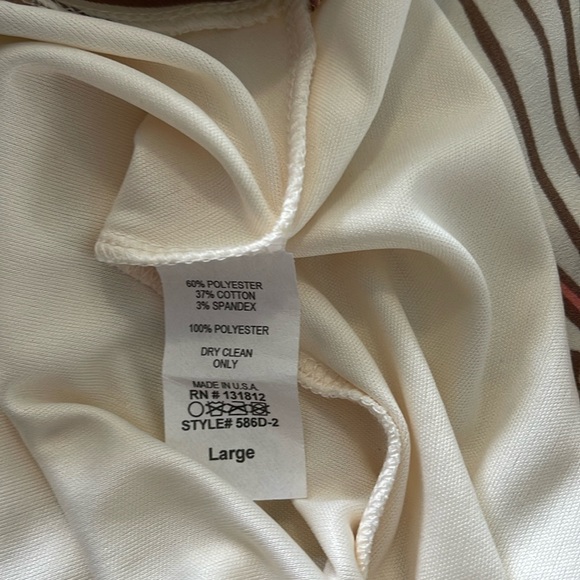 60% POLYESTER
37% COTTON
3% SPANDEX
100% POLYESTER
DRY CLEAN
ONLY
MADE IN U.S.A.
RN # 131812
STYLE# 586D-2
Large